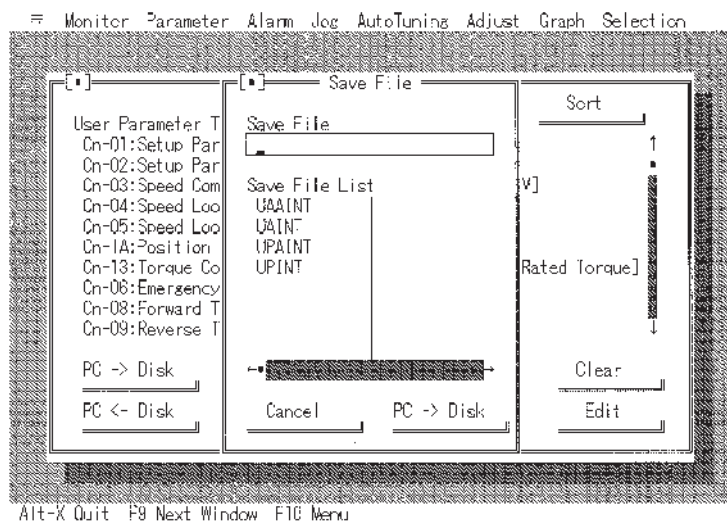 ≡ Monitor Parameter Alarm Jog AutoTuning Adjust Graph Selection
Save File
Sort
User Parameter T
Save File
Cn-01:Setup Par
Cn-02:Setup Par
Cn-03:Speed Com
Save File List
V]
Cn-04:Speed Loo
UAAINT
Cn-05:Speed Loo
UAINT
Cn-1A:Position
UPAINT
Cn-13:Torque Co
UPINT
Rated Torque]
Cn-06:Emergency
Cn-08:Forward T
Cn-09:Reverse T
PC -> Disk
Clear
PC <- Disk
Cancel
PC -> Disk
Edit
Alt-X Quit F9 Next Window F10 Menu